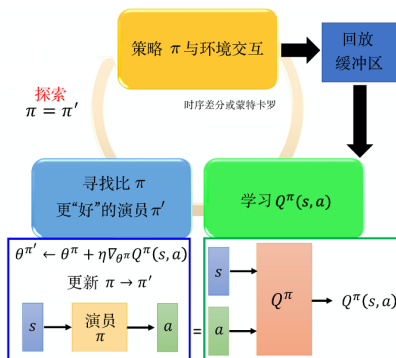 策略 π 与环境交互
回放
缓冲区
探索
π = π′
时序差分或蒙特卡罗
寻找比 π
更“好”的演员 π′
学习 Q^π(s, a)
θ^π′ ← θ^π + η∇_θ^π Q^π(s, a)
更新 π → π′
s
演员
π
a
=
s
a
Q^π
Q^π(s, a)